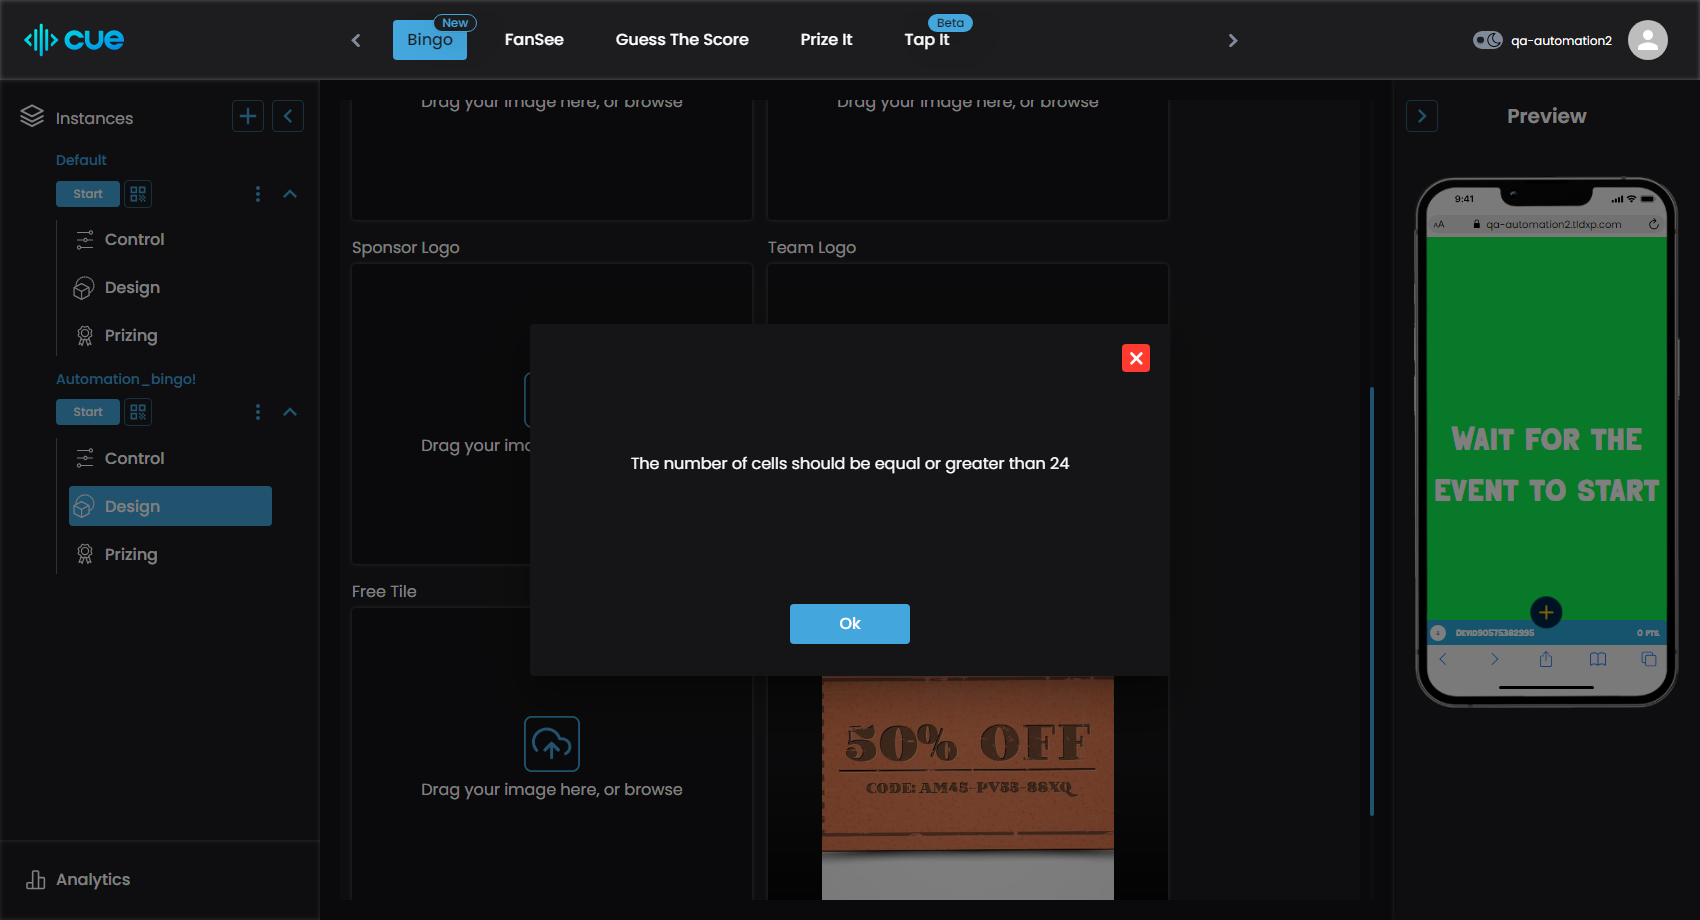 cue
Bingo
New
FanSee
Guess The Score
Prize It
Tap It
Beta
qa-automation2
Instances
Default
Start
Control
Design
Prizing
Automation_bingo!
Start
Control
Design
Prizing
Analytics
Drag your image here, or browse
Drag your image here, or browse
Sponsor Logo
Team Logo
Drag your ima
The number of cells should be equal or greater than 24
Ok
Free Tile
Drag your image here, or browse
50% OFF
CODE: AM45-PV55-88XQ
Preview
9:41
AA
qa-automation2.tldxp.com
WAIT FOR THE
EVENT TO START
DEVID90575382995
0 PTS.